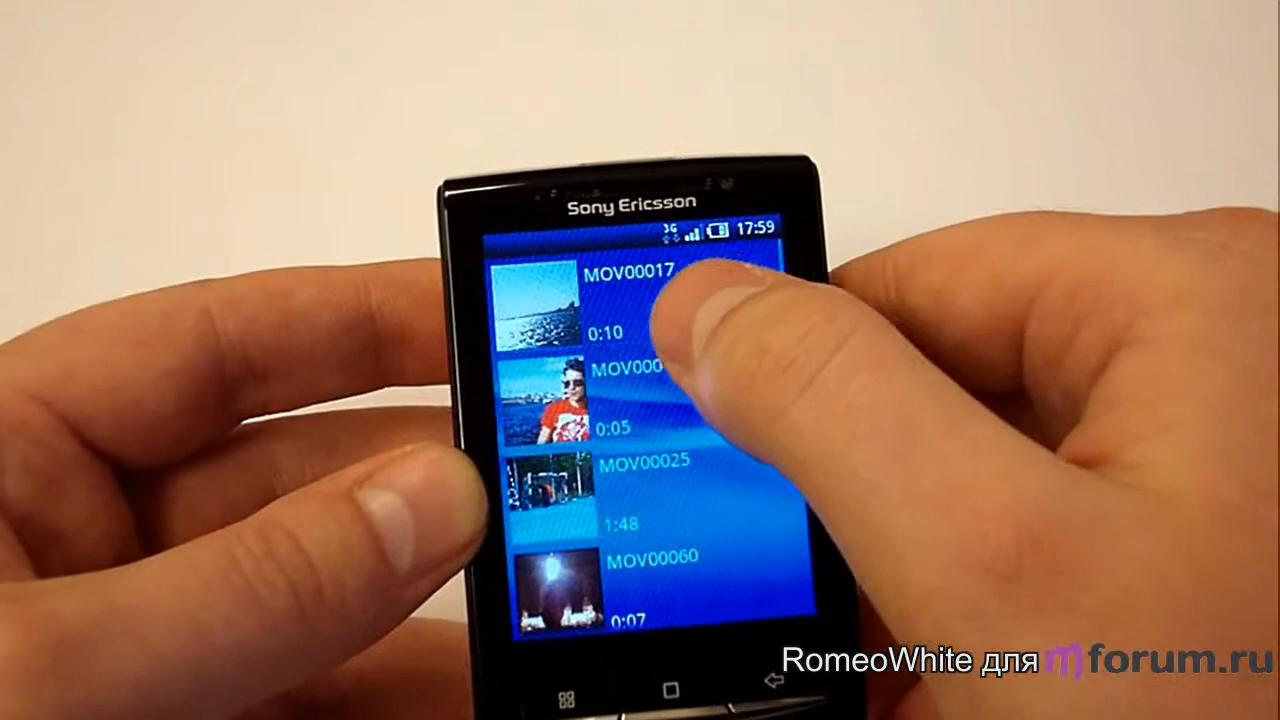 Sony Ericsson
3G 17:59
MOV00017
0:10
MOV000
0:05
MOV00025
1:48
MOV00060
0:07
RomeoWhite для mforum.ru